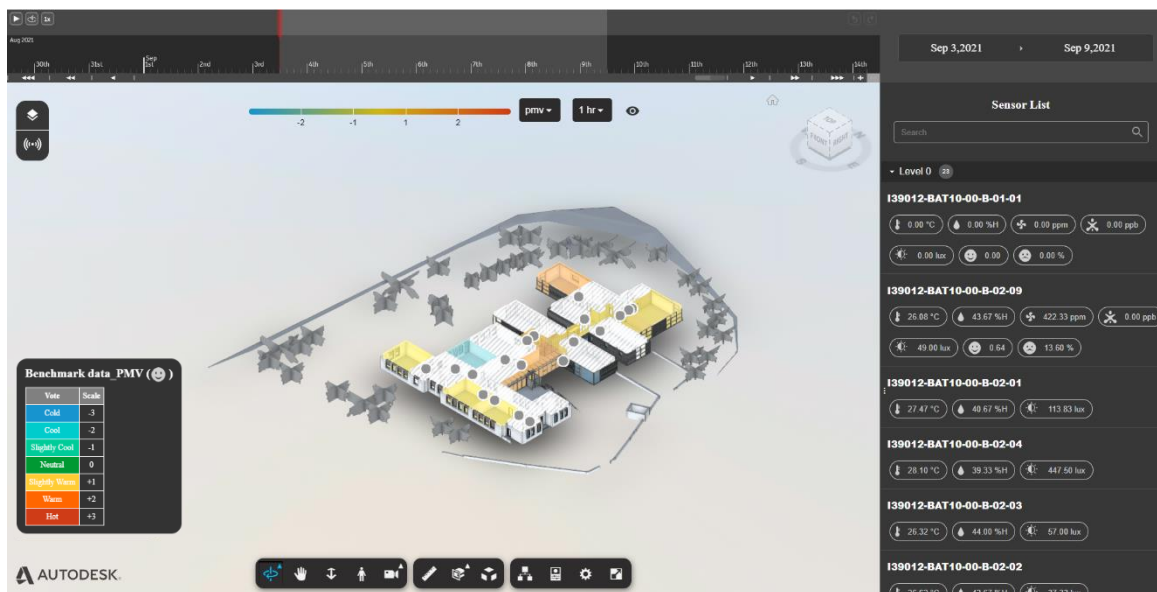 1x
Sep 3,2021 › Sep 9,2021
Aug 2021
30th 31st Sep 1st 2nd 3rd 4th 5th 6th 7th 8th 9th 10th 11th 12th 13th 14th
Sensor List
-2 -1 1 2
pmv 1 hr
Search
TOP
FRONT RIGHT
Level 0 28
I39012-BAT10-00-B-01-01
0.00 °C 0.00 %H 0.00 ppm 0.00 ppb
0.00 lux 0.00 0.00 %
I39012-BAT10-00-B-02-09
26.08 °C 43.67 %H 422.33 ppm 0.00 ppb
49.00 lux 0.64 13.60 %
I39012-BAT10-00-B-02-01
27.47 °C 40.67 %H 113.83 lux
I39012-BAT10-00-B-02-04
28.10 °C 39.33 %H 447.50 lux
I39012-BAT10-00-B-02-03
26.32 °C 44.00 %H 57.00 lux
I39012-BAT10-00-B-02-02
Benchmark data_PMV ( )
Vote Scale
Cold -3
Cool -2
Slightly Cool -1
Neutral 0
Slightly Warm +1
Warm +2
Hot +3
AUTODESK.